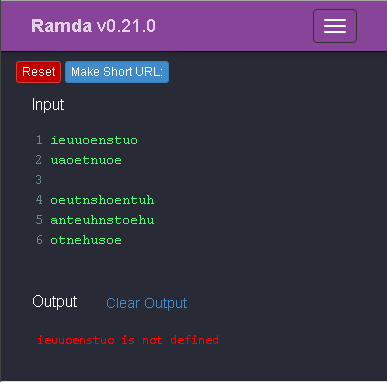 Ramda v0.21.0
Reset Make Short URL:
Input
1 ieuuoenstuo
2 uaoetnuoe
3
4 oeutnshoentuh
5 anteuhnstoehu
6 otnehusoe
Output Clear Output
ieuuoenstuo is not defined